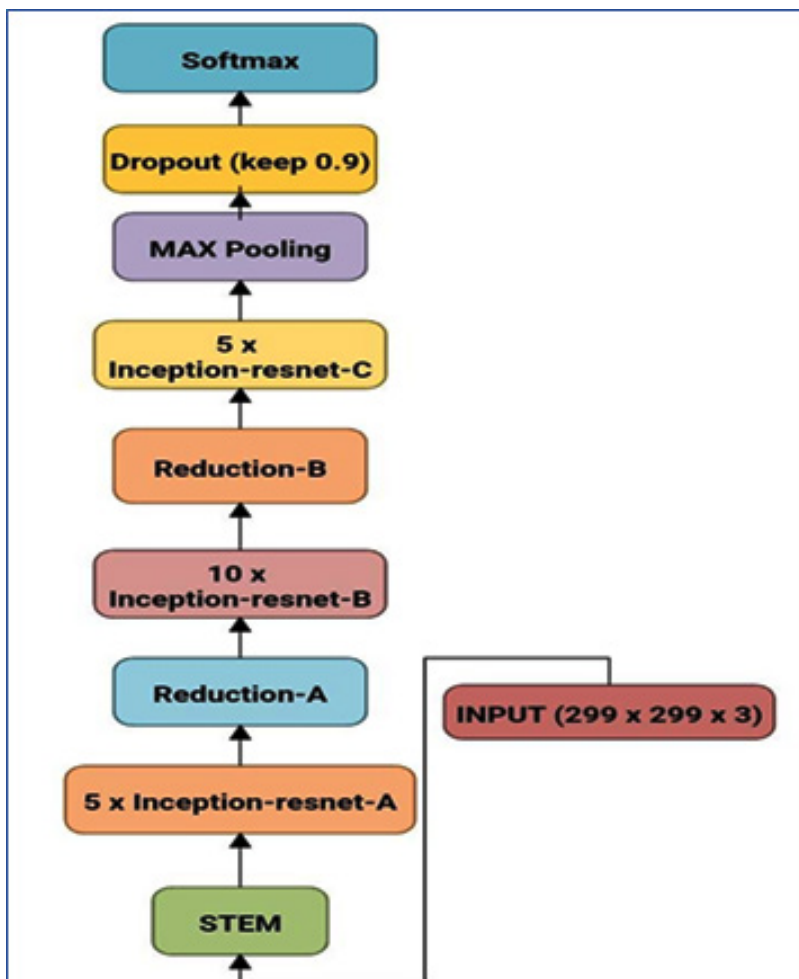 Softmax
Dropout (keep 0.9)
MAX Pooling
5 x
Inception-resnet-C
Reduction-B
10 x
Inception-resnet-B
Reduction-A
INPUT (299 x 299 x 3)
5 x Inception-resnet-A
STEM